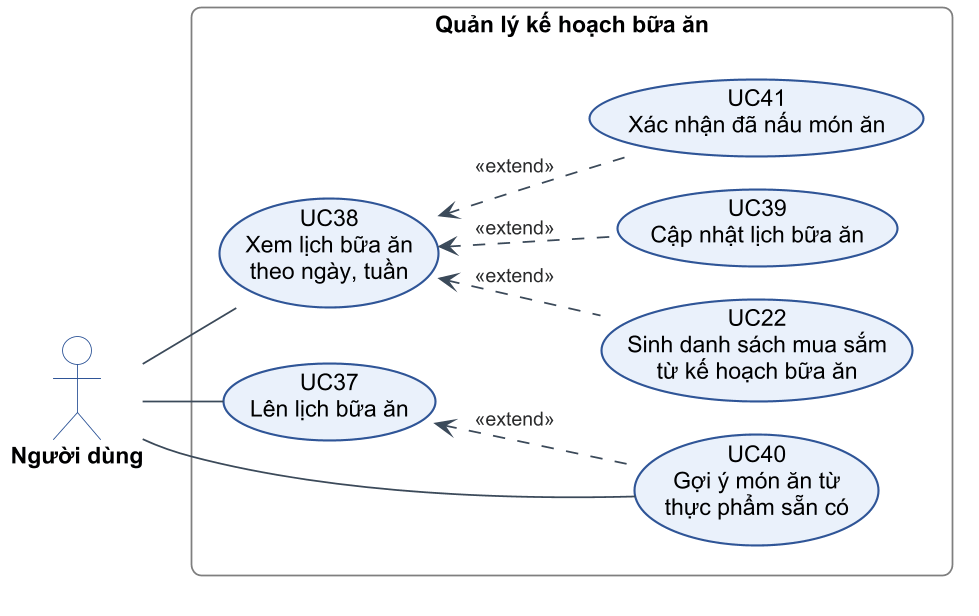 Quản lý kế hoạch bữa ăn
UC41
Xác nhận đã nấu món ăn
«extend»
UC38
Xem lịch bữa ăn
theo ngày, tuần
«extend»
UC39
Cập nhật lịch bữa ăn
«extend»
UC22
Sinh danh sách mua sắm
từ kế hoạch bữa ăn
UC37
Lên lịch bữa ăn
«extend»
UC40
Gợi ý món ăn từ
thực phẩm sẵn có
Người dùng